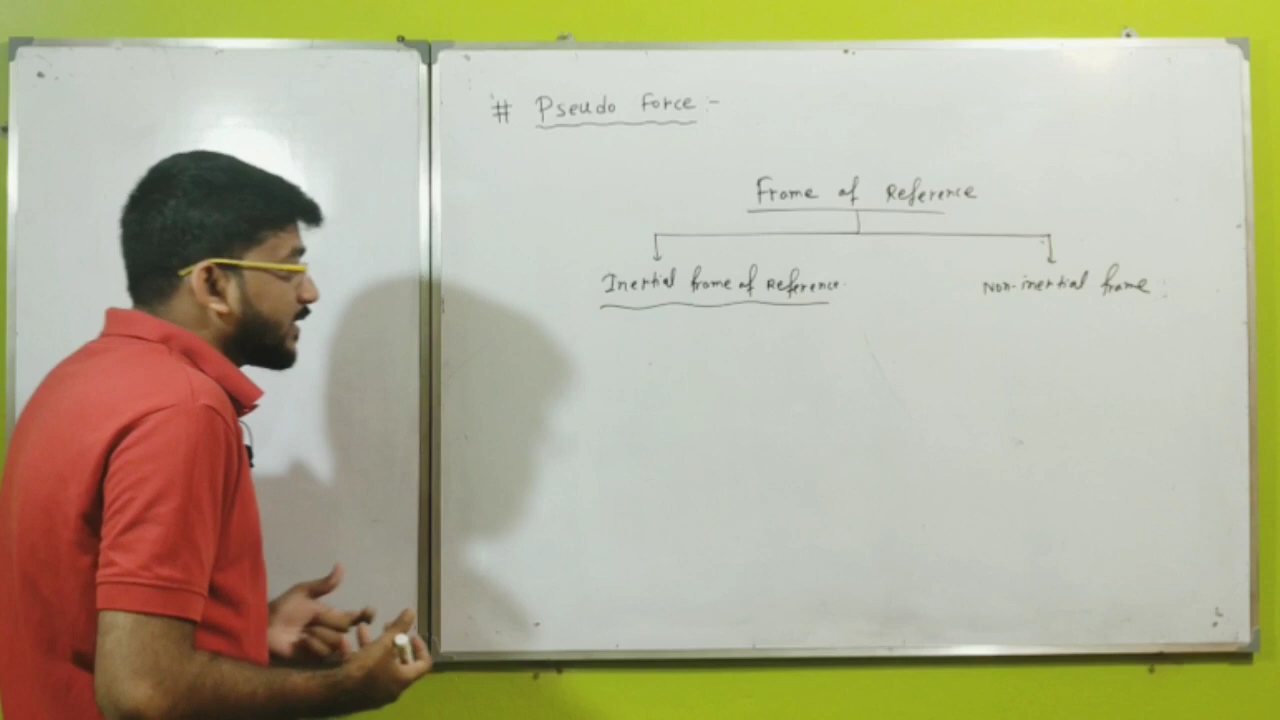 # Pseudo Force :-
Frame of Reference
Inertial frame of Reference.
Non-inertial frame